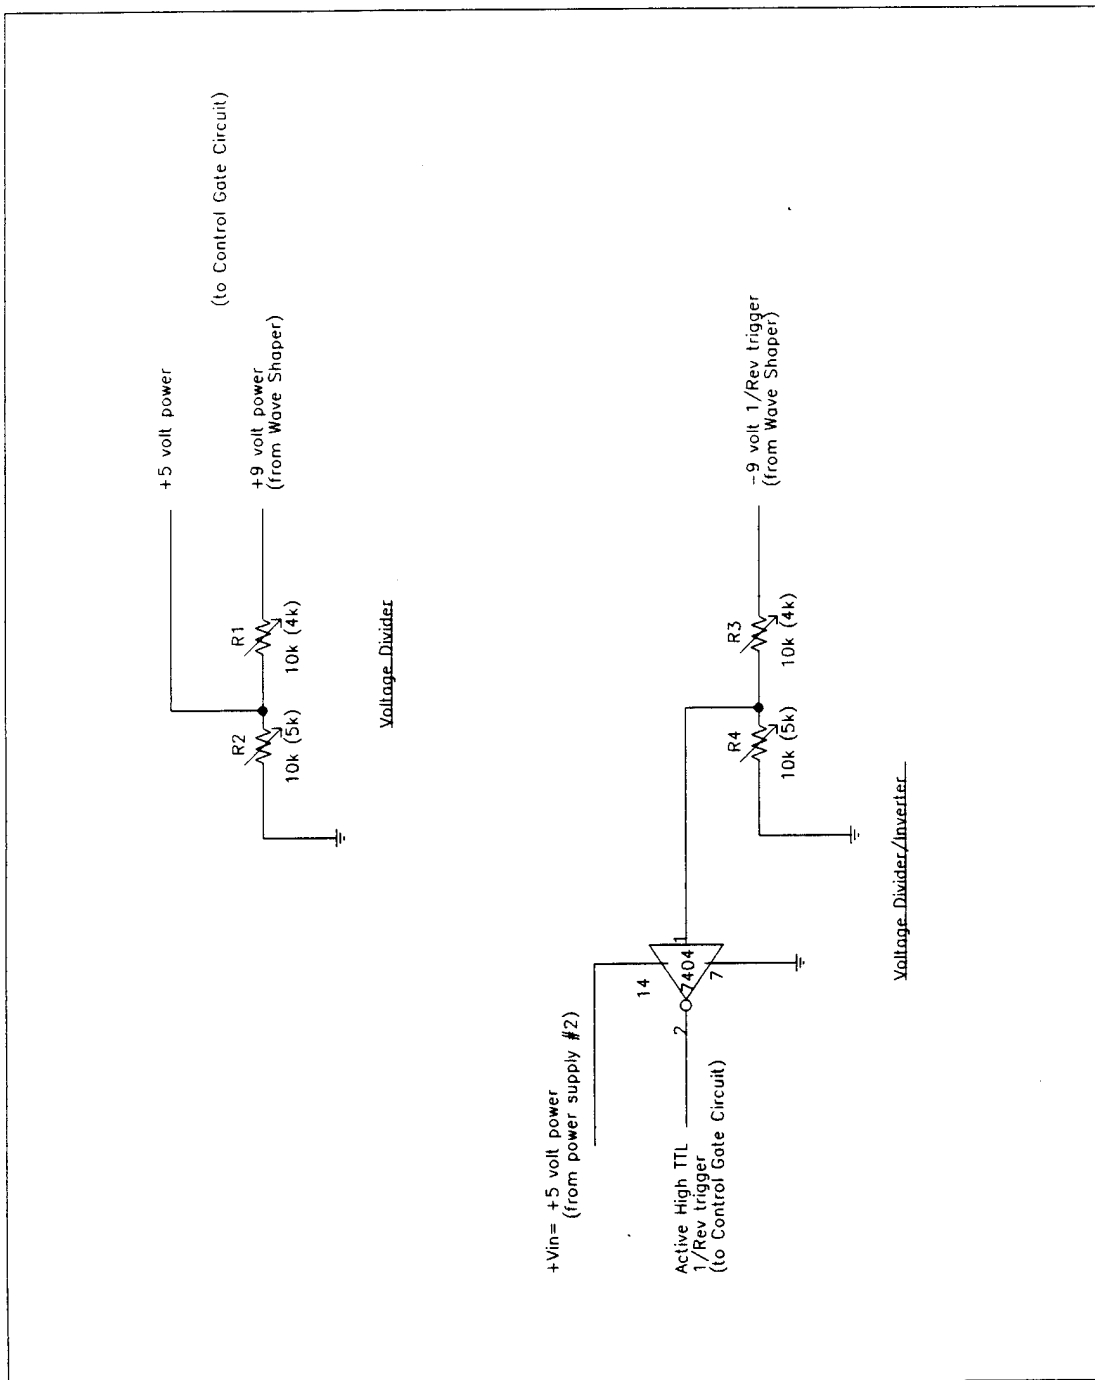 +5 volt power
(to Control Gate Circuit)
+9 volt power
(from Wave Shaper)
R2
R1
10k (5k)
10k (4k)
Voltage Divider
+Vin= +5 volt power
(from power supply #2)
14
7404
1
2
7
Active High TTL
1/Rev trigger
(to Control Gate Circuit)
R4
R3
10k (5k)
10k (4k)
-9 volt 1/Rev trigger
(from Wave Shaper)
Voltage Divider/Inverter